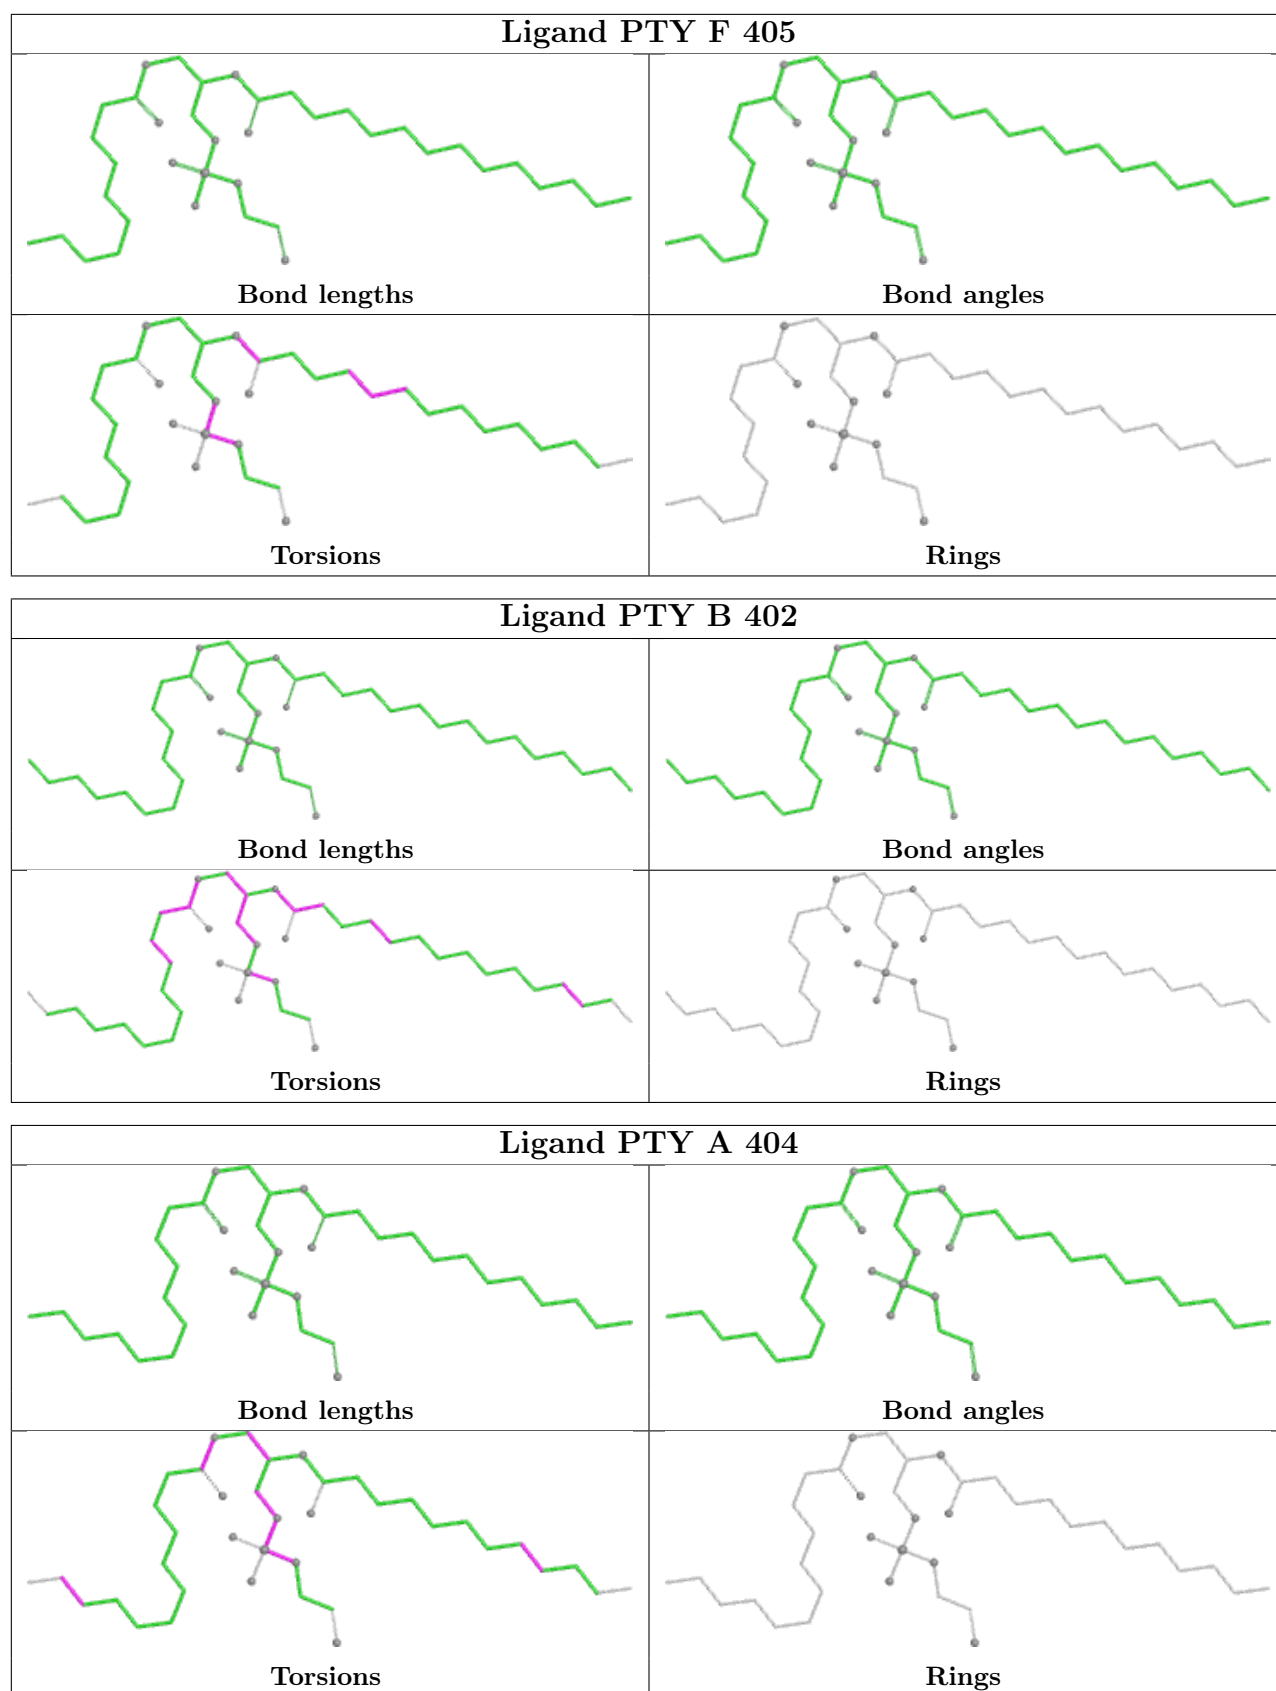 Ligand PTY F 405
Bond lengths
Bond angles
Torsions
Rings
Ligand PTY B 402
Bond lengths
Bond angles
Torsions
Rings
Ligand PTY A 404
Bond lengths
Bond angles
Torsions
Rings